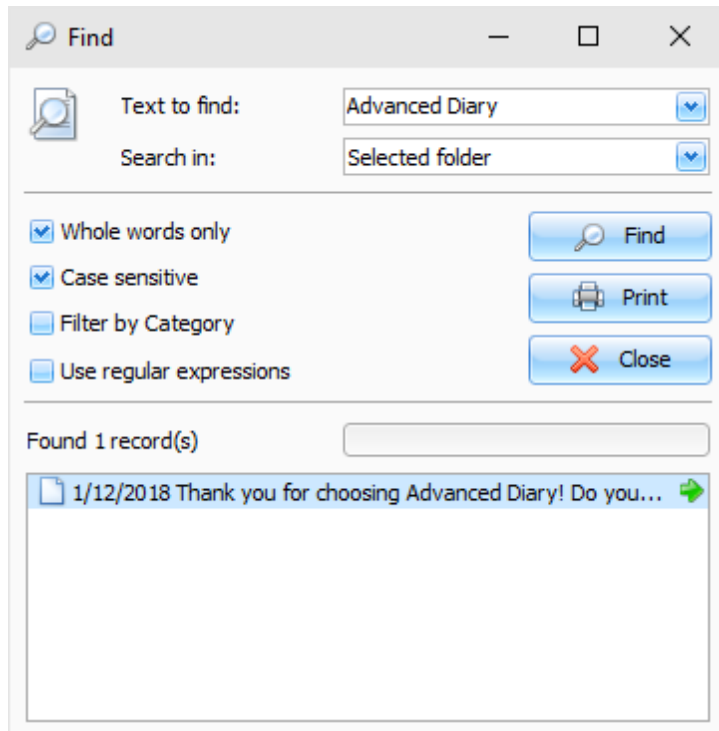 Find
Text to find: Advanced Diary
Search in: Selected folder
Whole words only
Find
Case sensitive
Print
Filter by Category
Close
Use regular expressions
Found 1 record(s)
1/12/2018 Thank you for choosing Advanced Diary! Do you...